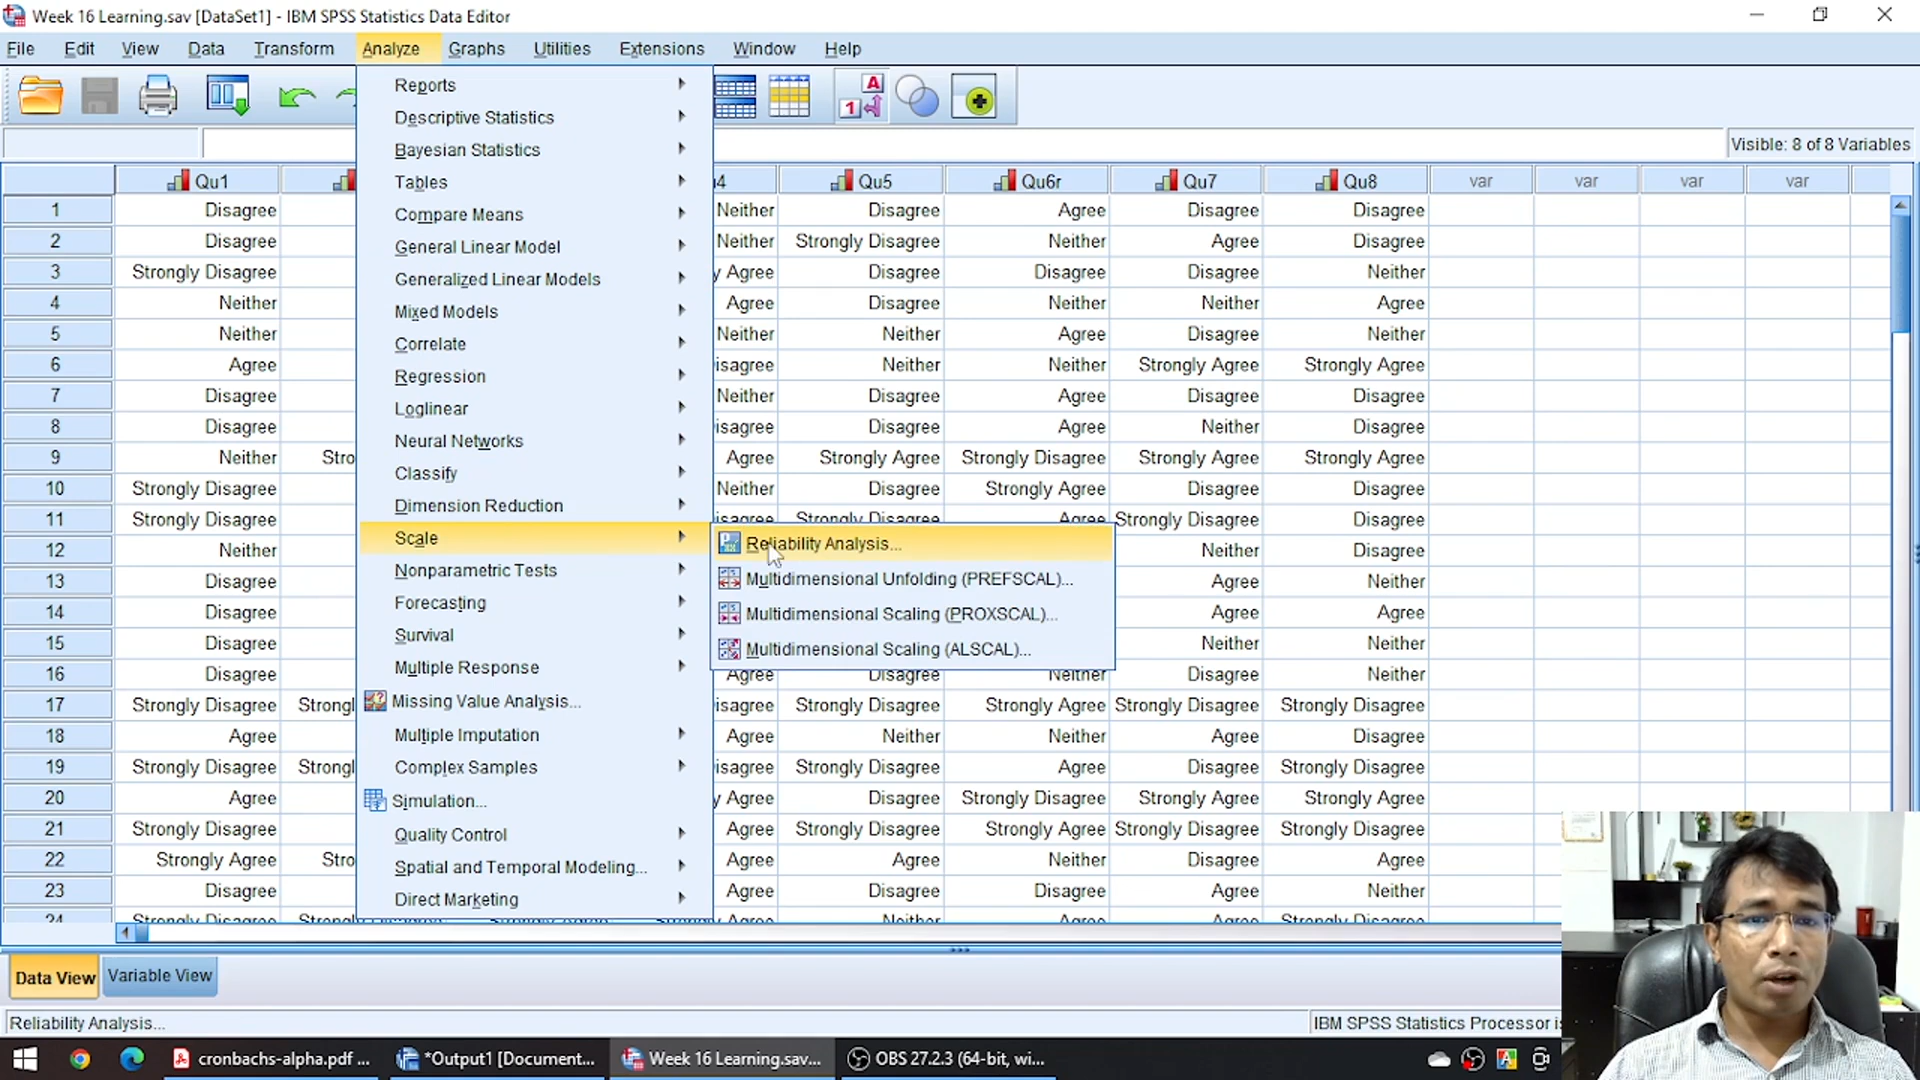 Week 16 Learning.sav [DataSet1] - IBM SPSS Statistics Data Editor
File Edit View Data Transform Analyze Graphs Utilities Extensions Window Help
Visible: 8 of 8 Variables
Qu1 Qu5 Qu6r Qu7 Qu8 var var var var
1 Disagree Neither Disagree Agree Disagree Disagree
2 Disagree Neither Strongly Disagree Neither Agree Disagree
3 Strongly Disagree Agree Disagree Disagree Agree Neither
4 Neither Agree Disagree Neither Neither Agree
5 Neither Neither Neither Agree Disagree Neither
6 Agree Neither Neither Strongly Agree Strongly Agree
7 Disagree Neither Disagree Agree Disagree Disagree
8 Disagree Disagree Agree Neither Disagree
9 Neither Agree Strongly Agree Strongly Disagree Strongly Agree Strongly Agree
10 Strongly Disagree Neither Disagree Strongly Agree Disagree Disagree
11 Strongly Disagree Strongly Disagree Agree Strongly Disagree Disagree
12 Neither Neither Disagree
13 Disagree Agree Neither
14 Disagree Agree Agree
15 Disagree Neither Neither
16 Disagree Agree Disagree Neither Disagree Neither
17 Strongly Disagree Strongly Disagree Strongly Agree Strongly Disagree Strongly Disagree
18 Agree Agree Neither Neither Agree Disagree
19 Strongly Disagree Strongly Disagree Agree Disagree Strongly Disagree
20 Agree Agree Disagree Strongly Disagree Strongly Agree Strongly Agree
21 Strongly Disagree Agree Strongly Disagree Strongly Agree Strongly Disagree Strongly Disagree
22 Strongly Agree Agree Agree Neither Disagree Agree
23 Disagree Agree Disagree Disagree Agree Neither
24 Strongly Disagree Agree Neither Agree Agree Strongly Disagree
Reports
Descriptive Statistics
Bayesian Statistics
Tables
Compare Means
General Linear Model
Generalized Linear Models
Mixed Models
Correlate
Regression
Loglinear
Neural Networks
Classify
Dimension Reduction
Scale
Nonparametric Tests
Forecasting
Survival
Multiple Response
Missing Value Analysis...
Multiple Imputation
Complex Samples
Simulation...
Quality Control
Spatial and Temporal Modeling...
Direct Marketing
Reliability Analysis...
Multidimensional Unfolding (PREFSCAL)...
Multidimensional Scaling (PROXSCAL)...
Multidimensional Scaling (ALSCAL)...
Data View Variable View
Reliability Analysis... IBM SPSS Statistics Processor
cronbachs-alpha.pdf ... *Output1 [Document... Week 16 Learning.sav... OBS 27.2.3 (64-bit, wi...